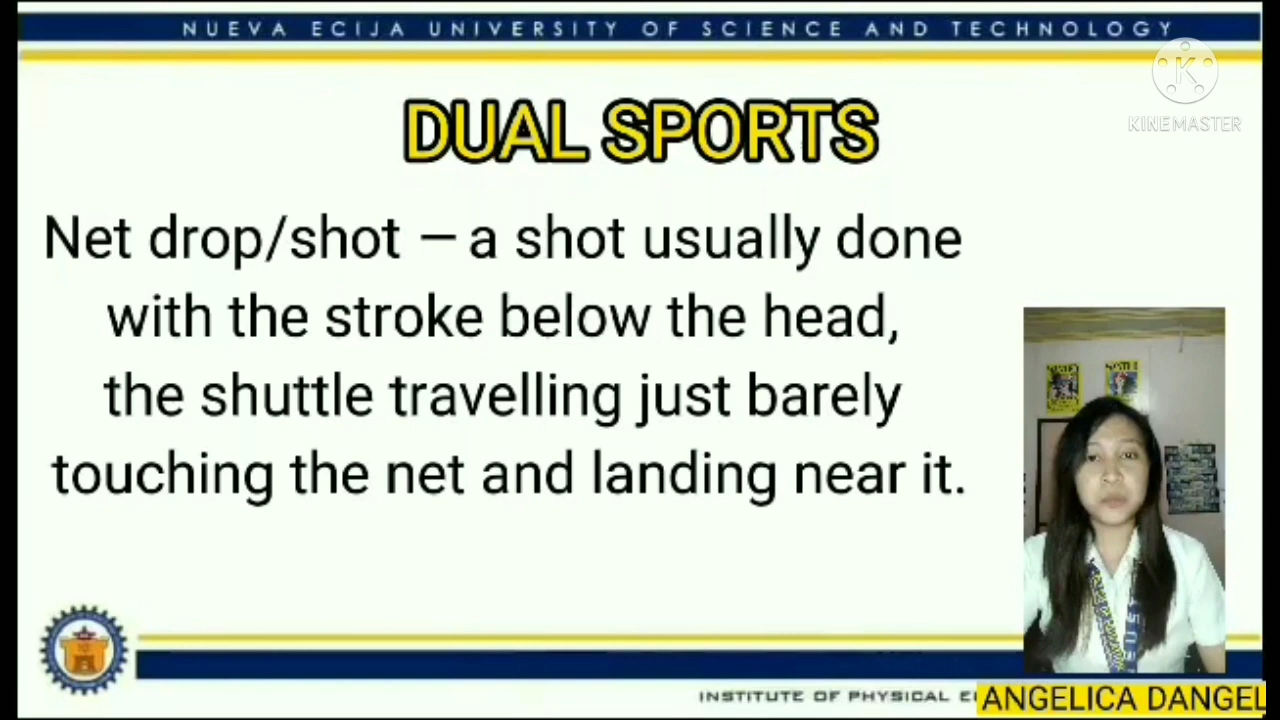 NUEVA ECIJA UNIVERSITY OF SCIENCE AND TECHNOLOGY
KINEMASTER
DUAL SPORTS
Net drop/shot – a shot usually done
with the stroke below the head,
the shuttle travelling just barely
touching the net and landing near it.
INSTITUTE OF PHYSICAL
ANGELICA DANGEL